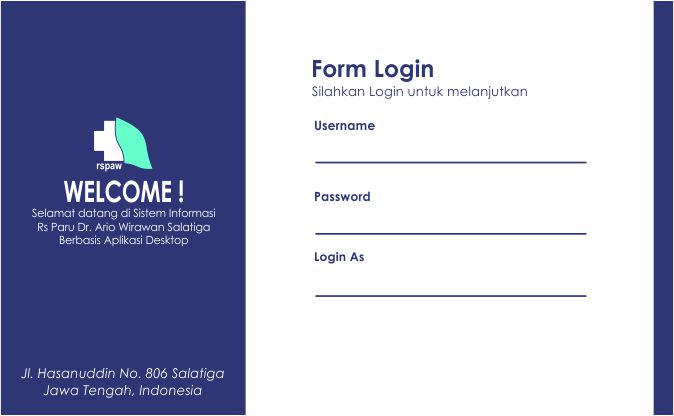 rspaw
WELCOME !
Selamat datang di Sistem Informasi
Rs Paru Dr. Ario Wirawan Salatiga
Berbasis Aplikasi Desktop
Jl. Hasanuddin No. 806 Salatiga
Jawa Tengah, Indonesia
Form Login
Silahkan Login untuk melanjutkan
Username
Password
Login As